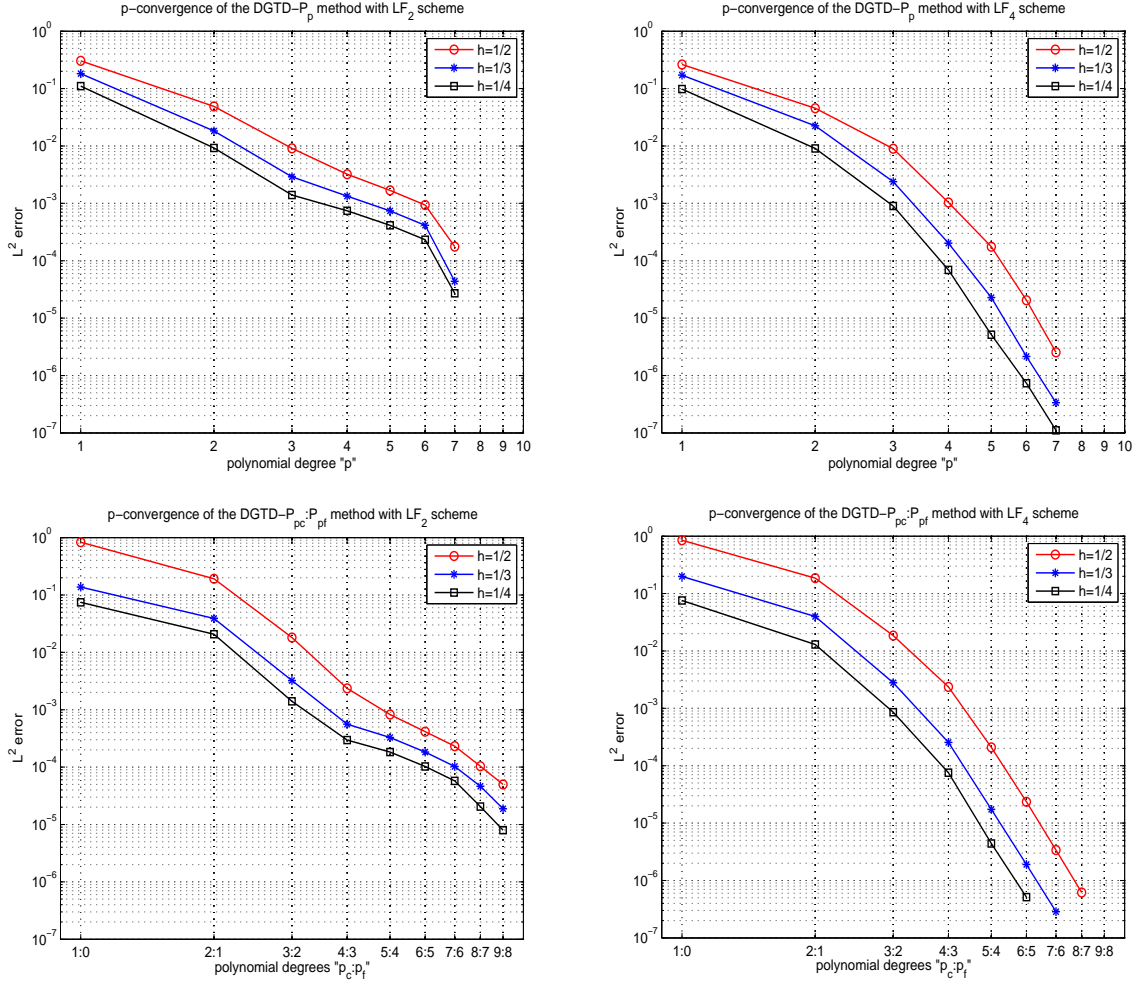 p−convergence of the DGTD−P_p method with LF_2 scheme
10^0
10^−1
10^−2
10^−3
10^−4
10^−5
10^−6
10^−7
L^2 error
h=1/2
h=1/3
h=1/4
1 2 3 4 5 6 7 8 9 10
polynomial degree "p"
p−convergence of the DGTD−P_p method with LF_4 scheme
10^0
10^−1
10^−2
10^−3
10^−4
10^−5
10^−6
10^−7
L^2 error
h=1/2
h=1/3
h=1/4
1 2 3 4 5 6 7 8 9 10
polynomial degree "p"
p−convergence of the DGTD−P_pc:P_pf method with LF_2 scheme
10^0
10^−1
10^−2
10^−3
10^−4
10^−5
10^−6
10^−7
L^2 error
h=1/2
h=1/3
h=1/4
1:0 2:1 3:2 4:3 5:4 6:5 7:6 8:7 9:8
polynomial degrees "p_c:p_f"
p−convergence of the DGTD−P_pc:P_pf method with LF_4 scheme
10^0
10^−1
10^−2
10^−3
10^−4
10^−5
10^−6
10^−7
L^2 error
h=1/2
h=1/3
h=1/4
1:0 2:1 3:2 4:3 5:4 6:5 7:6 8:7 9:8
polynomial degrees "p_c:p_f"